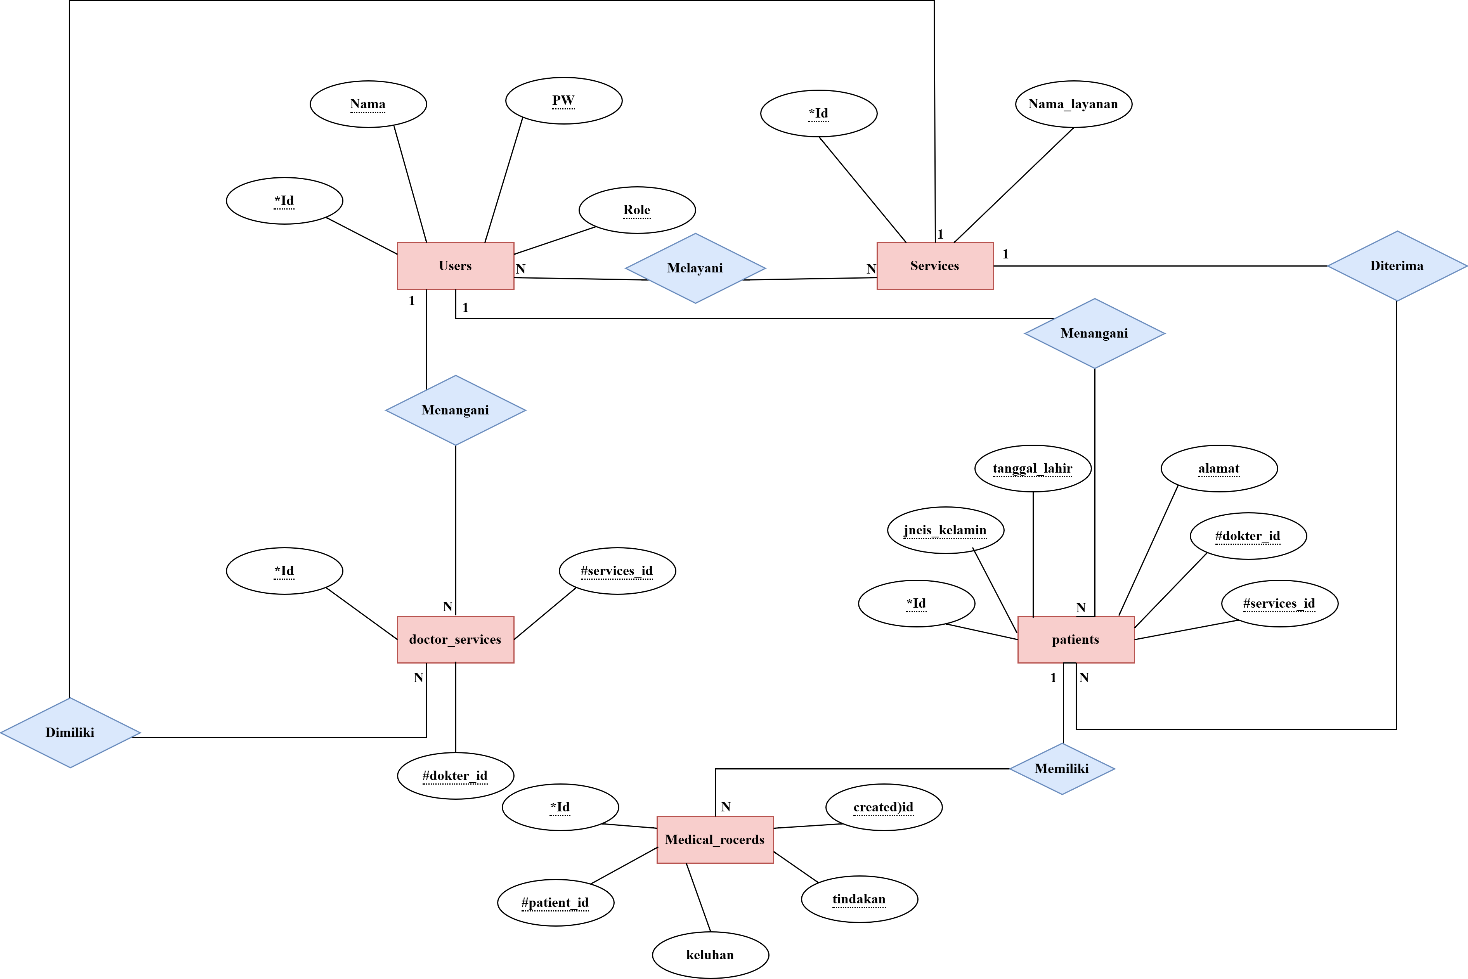 Nama
PW
*Id
Nama_layanan
*Id
Role
1
1
Users
N
Melayani
N
Services
Diterima
1
1
Menangani
Menangani
tanggal_lahir
alamat
jneis_kelamin
#dokter_id
*Id
#services_id
*Id
#services_id
N
N
doctor_services
patients
N
1
N
Dimiliki
Memiliki
#dokter_id
*Id
N
created)id
Medical_rocerds
#patient_id
tindakan
keluhan